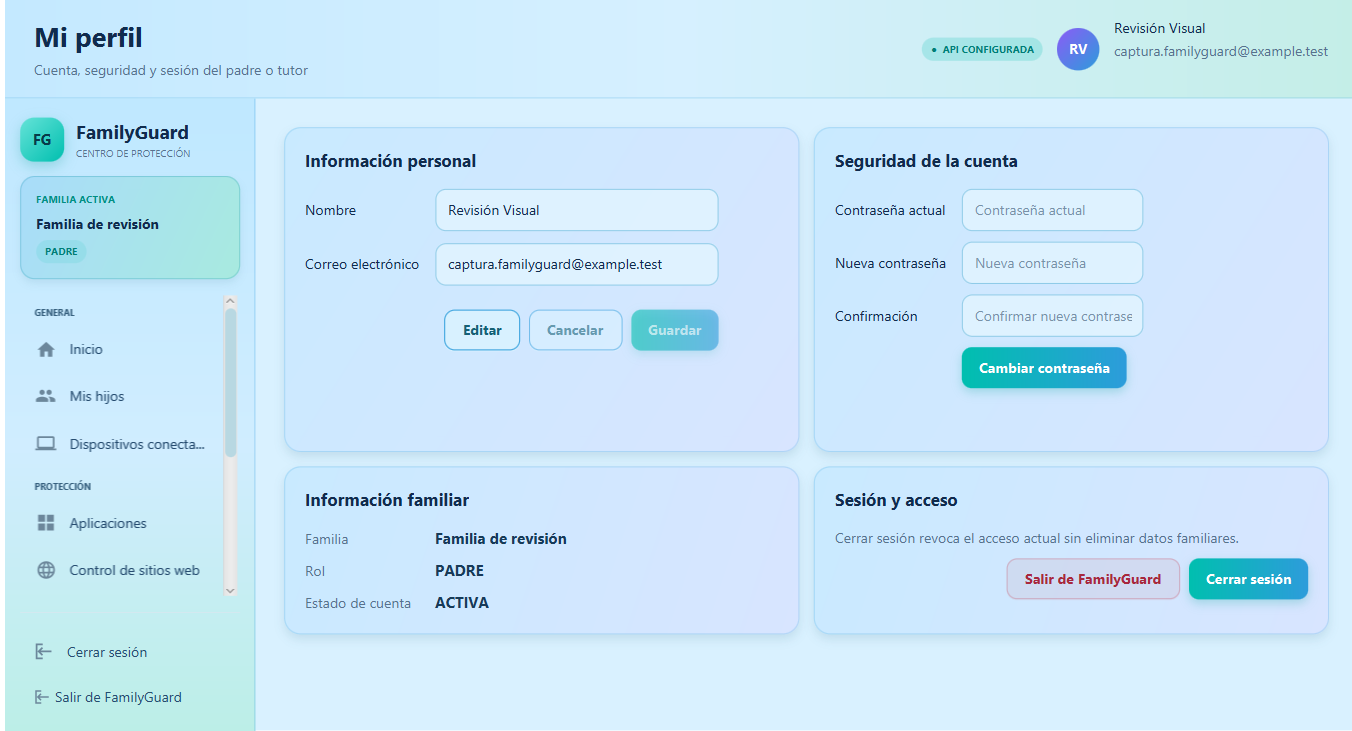 Mi perfil
Cuenta, seguridad y sesión del padre o tutor
• API CONFIGURADA
RV
Revisión Visual
captura.familyguard@example.test
FG
FamilyGuard
CENTRO DE PROTECCIÓN
FAMILIA ACTIVA
Familia de revisión
PADRE
GENERAL
Inicio
Mis hijos
Dispositivos conecta...
PROTECCIÓN
Aplicaciones
Control de sitios web
Cerrar sesión
Salir de FamilyGuard
Información personal
Nombre
Revisión Visual
Correo electrónico
captura.familyguard@example.test
Editar
Cancelar
Guardar
Seguridad de la cuenta
Contraseña actual
Contraseña actual
Nueva contraseña
Nueva contraseña
Confirmación
Confirmar nueva contrase
Cambiar contraseña
Información familiar
Familia
Familia de revisión
Rol
PADRE
Estado de cuenta
ACTIVA
Sesión y acceso
Cerrar sesión revoca el acceso actual sin eliminar datos familiares.
Salir de FamilyGuard
Cerrar sesión